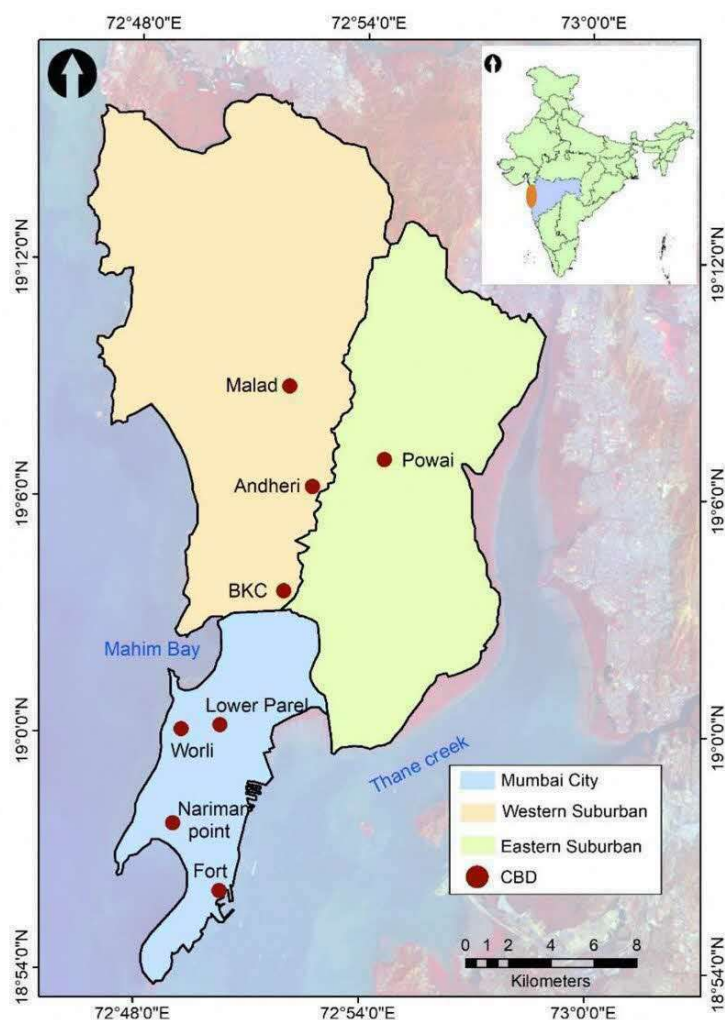 72°48'0"E
72°54'0"E
73°0'0"E
19°12'0"N
19°12'0"N
Malad
Powai
Andheri
19°6'0"N
19°6'0"N
BKC
Mahim Bay
Lower Parel
Worli
19°0'0"N
19°0'0"N
Thane creek
Nariman
point
Fort
Mumbai City
Western Suburban
Eastern Suburban
CBD
0 1 2 4 6 8
Kilometers
18°54'0"N
18°54'0"N
72°48'0"E
72°54'0"E
73°0'0"E